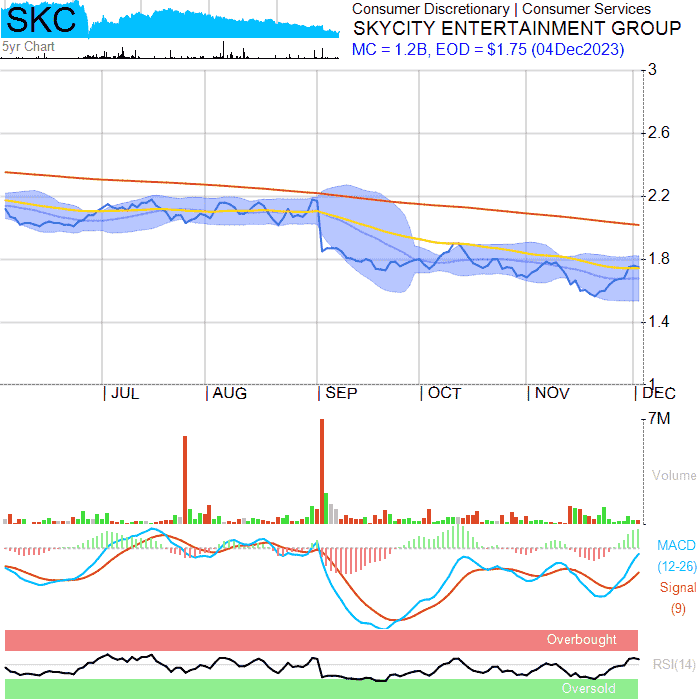 SKC
5yr Chart
Consumer Discretionary | Consumer Services
SKYCITY ENTERTAINMENT GROUP
MC = 1.2B, EOD = $1.75 (04Dec2023)
3
2.6
2.2
1.8
1.4
1
JUL AUG SEP OCT NOV DEC
7M
Volume
MACD
(12-26)
Signal
(9)
Overbought
RSI(14)
Oversold